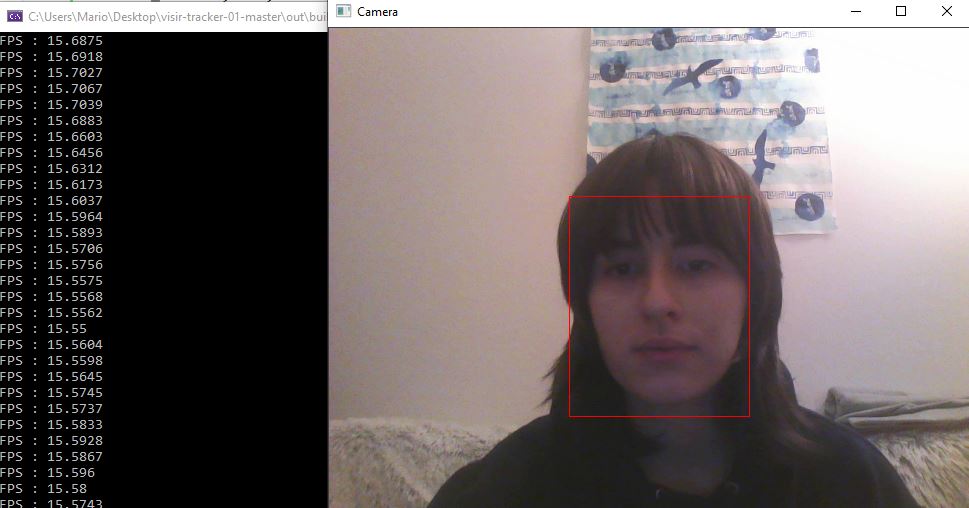 C:\Users\Mario\Desktop\visir-tracker-01-master\out\bui
Camera
FPS : 15.6875
FPS : 15.6918
FPS : 15.7027
FPS : 15.7067
FPS : 15.7039
FPS : 15.6883
FPS : 15.6603
FPS : 15.6456
FPS : 15.6312
FPS : 15.6173
FPS : 15.6037
FPS : 15.5964
FPS : 15.5893
FPS : 15.5706
FPS : 15.5756
FPS : 15.5575
FPS : 15.5568
FPS : 15.5562
FPS : 15.55
FPS : 15.5604
FPS : 15.5598
FPS : 15.5645
FPS : 15.5745
FPS : 15.5737
FPS : 15.5833
FPS : 15.5928
FPS : 15.5867
FPS : 15.596
FPS : 15.58
FPS : 15.5743